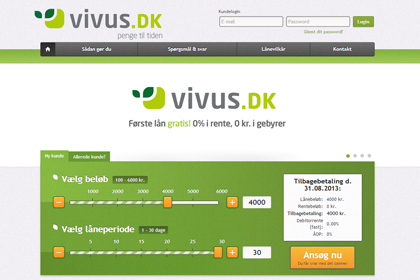 Kundelogin:
vivus.DK
penge til tiden
E-mail
Password
Login
Glemt dit password?
Sådan gør du
Spørgsmål & svar
Lånevilkår
Kontakt
vivus.DK
Første lån gratis! 0% i rente, 0 kr. i gebyrer
Ny kunde
Allerede kunde?
Vælg beløb
100 - 6000 kr.
1000 2000 3000 4000 5000 6000
4000
Vælg låneperiode
1 - 30 dage
5 10 15 20 25 30
30
Tilbagebetaling d.
31.08.2013:
Lånebeløb: 4000 kr.
Rentebeløb: 0 kr.
Tilbagebetaling: 4000 kr.
Debitorrente
(fast): 0.00%
ÅOP: 0%
Ansøg nu